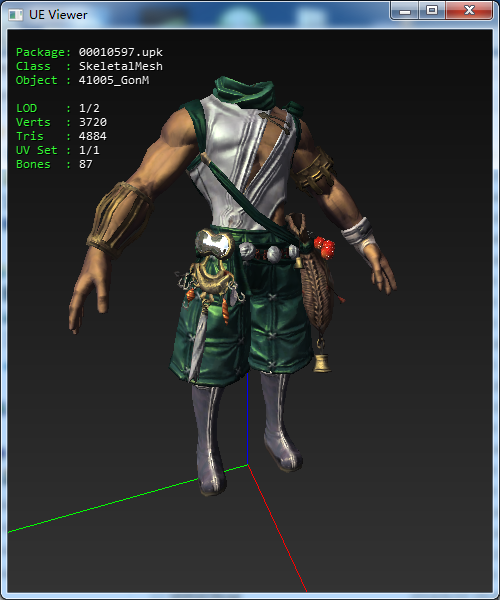 UE Viewer
Package: 00010597.upk
Class : SkeletalMesh
Object : 41005_GonM
LOD : 1/2
Verts : 3720
Tris : 4884
UV Set : 1/1
Bones : 87